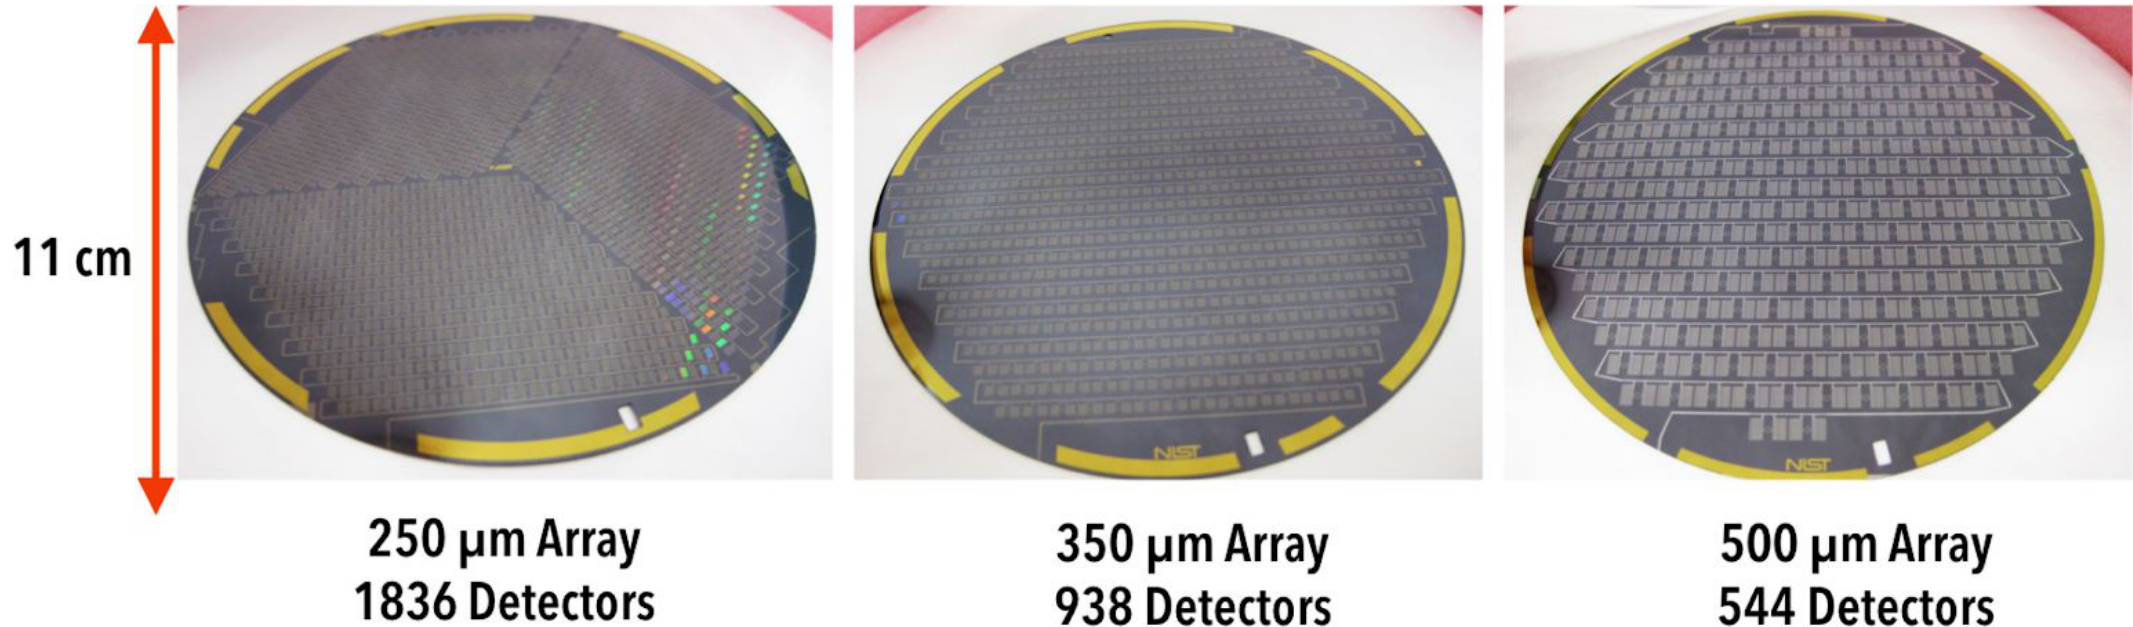 11 cm
NIST
NIST
NIST
250 µm Array
1836 Detectors
350 µm Array
938 Detectors
500 µm Array
544 Detectors